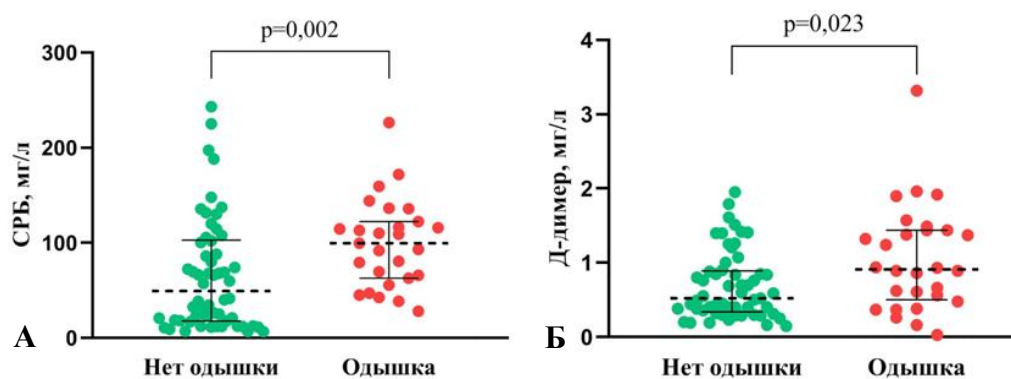 p=0,002
300
200
100
0
СРБ, мг/л
А
Нет одышки
Одышка
p=0,023
4
3
2
1
0
Д-димер, мг/л
Б
Нет одышки
Одышка